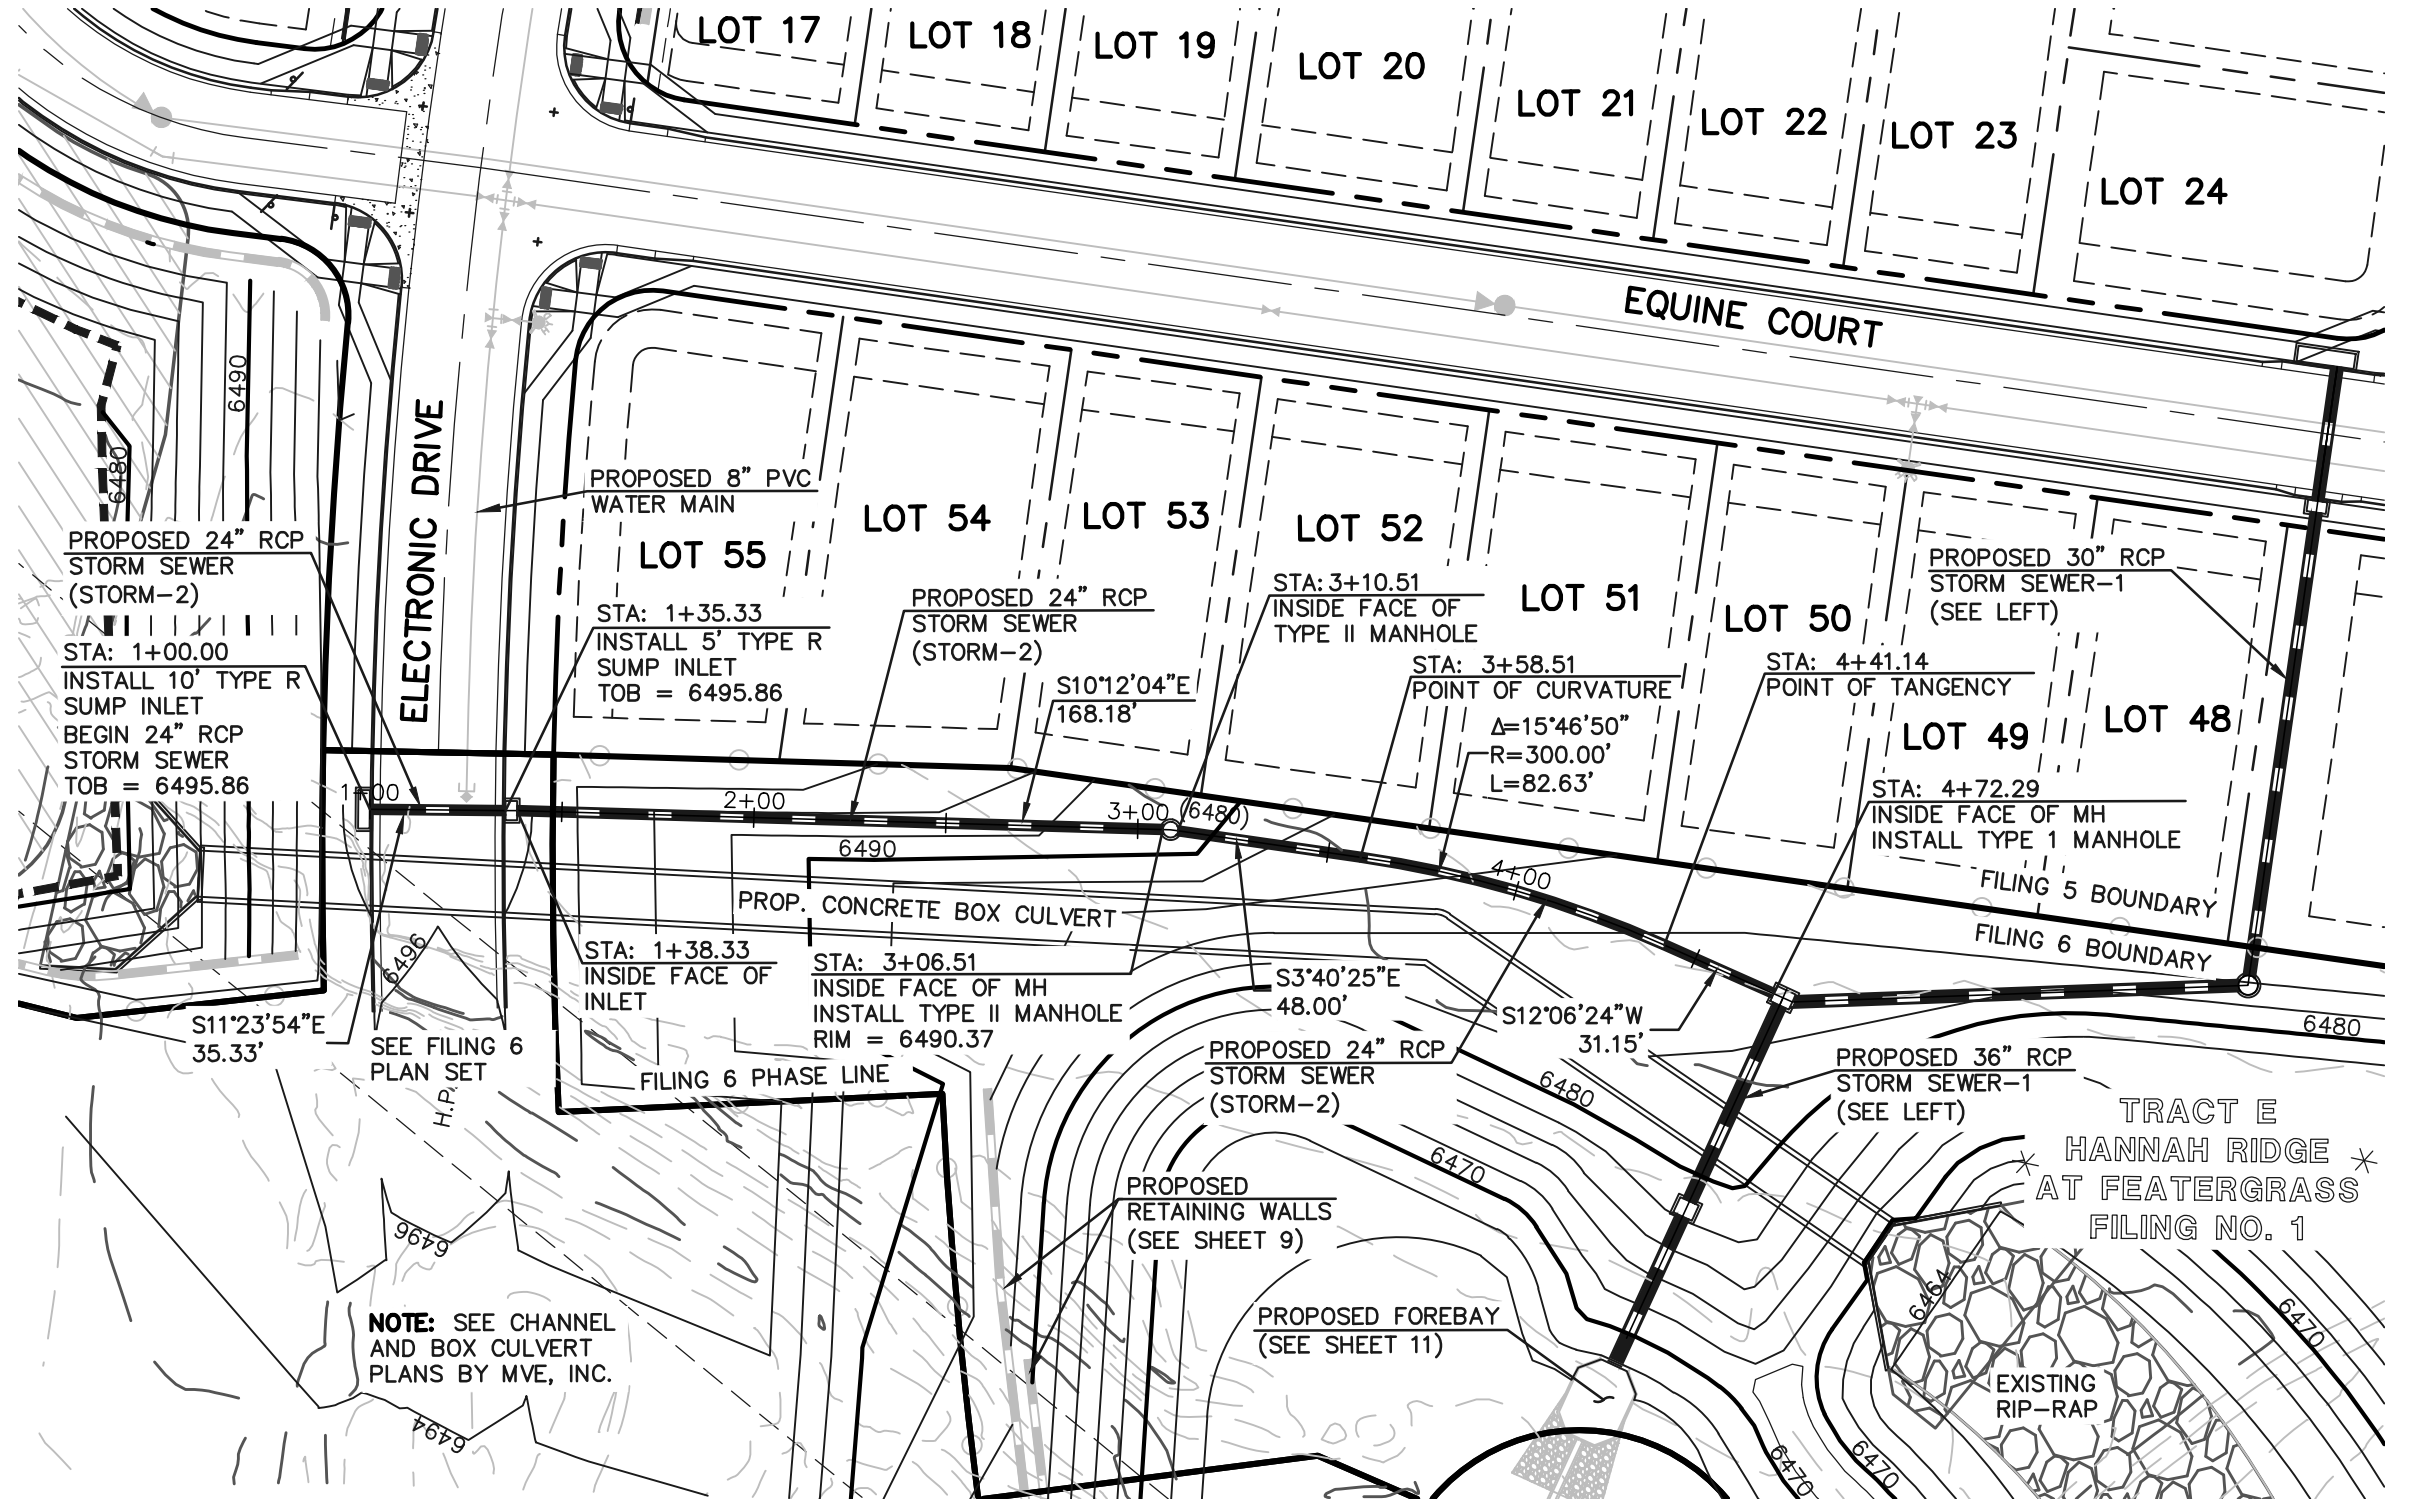 LOT 17
LOT 18
LOT 19
LOT 20
LOT 21
LOT 22
LOT 23
LOT 24
EQUINE COURT
ELECTRONIC DRIVE
6490
6480
PROPOSED 8" PVC
WATER MAIN
LOT 55
LOT 54
LOT 53
LOT 52
LOT 51
LOT 50
LOT 49
LOT 48
PROPOSED 24" RCP
STORM SEWER
(STORM-2)
STA: 1+00.00
INSTALL 10' TYPE R
SUMP INLET
BEGIN 24" RCP
STORM SEWER
TOB = 6495.86
STA: 1+35.33
INSTALL 5' TYPE R
SUMP INLET
TOB = 6495.86
PROPOSED 24" RCP
STORM SEWER
(STORM-2)
S10°12'04"E
168.18'
STA: 3+10.51
INSIDE FACE OF
TYPE II MANHOLE
STA: 3+58.51
POINT OF CURVATURE
Δ=15°46'50"
R=300.00'
L=82.63'
STA: 4+41.14
POINT OF TANGENCY
PROPOSED 30" RCP
STORM SEWER-1
(SEE LEFT)
STA: 4+72.29
INSIDE FACE OF MH
INSTALL TYPE 1 MANHOLE
1+00
2+00
3+00
(6480)
4+00
6490
PROP. CONCRETE BOX CULVERT
FILING 5 BOUNDARY
FILING 6 BOUNDARY
6496
STA: 1+38.33
INSIDE FACE OF
INLET
STA: 3+06.51
INSIDE FACE OF MH
INSTALL TYPE II MANHOLE
RIM = 6490.37
S3°40'25"E
48.00'
S12°06'24"W
31.15'
S11°23'54"E
35.33'
SEE FILING 6
PLAN SET
H.P.
FILING 6 PHASE LINE
PROPOSED 24" RCP
STORM SEWER
(STORM-2)
PROPOSED 36" RCP
STORM SEWER-1
(SEE LEFT)
6480
6480
6470
TRACT E
HANNAH RIDGE
AT FEATERGRASS
FILING NO. 1
PROPOSED
RETAINING WALLS
(SEE SHEET 9)
6496
NOTE: SEE CHANNEL
AND BOX CULVERT
PLANS BY MVE, INC.
6494
PROPOSED FOREBAY
(SEE SHEET 11)
6464
6470
EXISTING
RIP-RAP
6470
6470